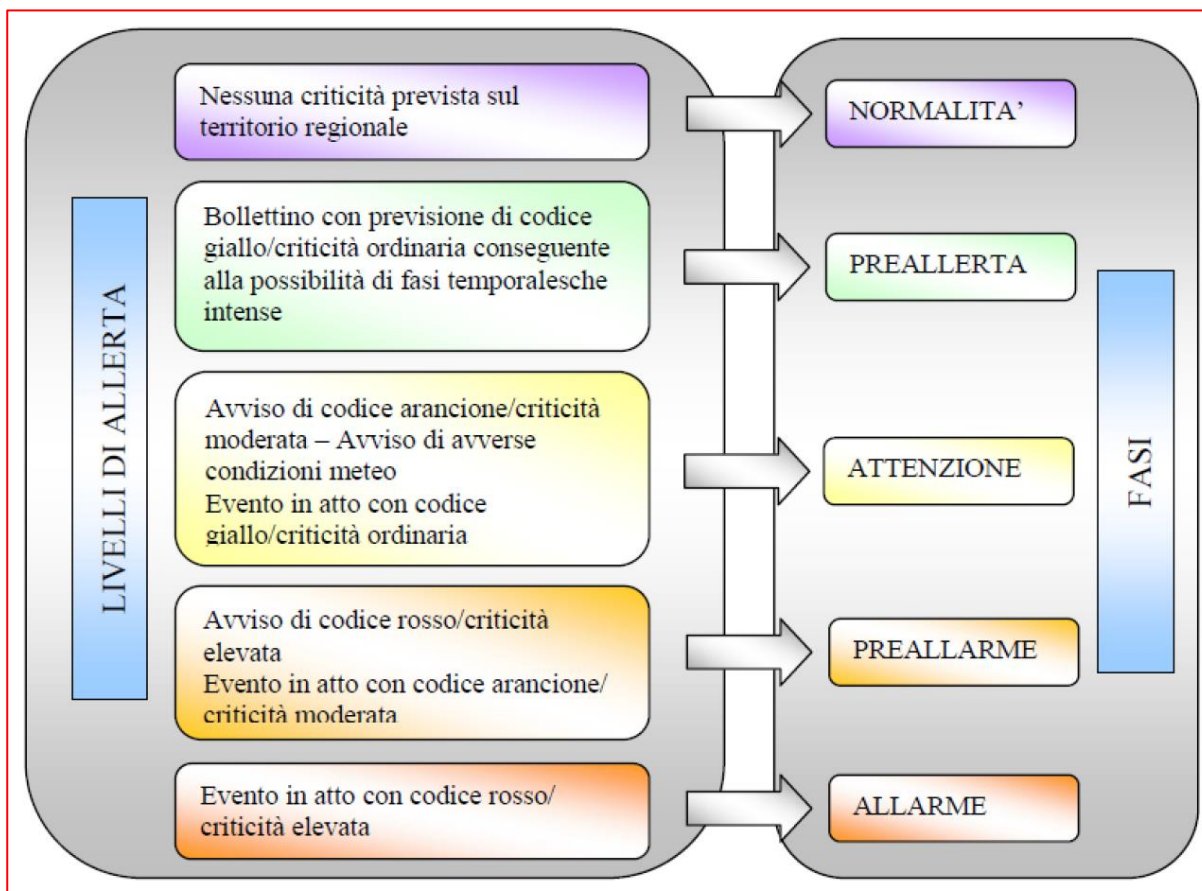 LIVELLI DI ALLERTA
Nessuna criticità prevista sul
territorio regionale
NORMALITA’
Bollettino con previsione di codice
giallo/criticità ordinaria conseguente
alla possibilità di fasi temporalesche
intense
PREALLERTA
Avviso di codice arancione/criticità
moderata – Avviso di avverse
condizioni meteo
Evento in atto con codice
giallo/criticità ordinaria
ATTENZIONE
Avviso di codice rosso/criticità
elevata
Evento in atto con codice arancione/
criticità moderata
PREALLARME
Evento in atto con codice rosso/
criticità elevata
ALLARME
FASI